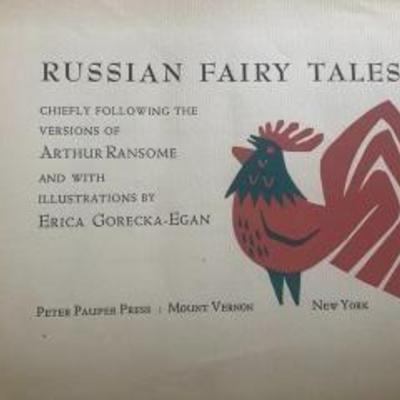 RUSSIAN FAIRY TALES
CHIEFLY FOLLOWING THE
VERSIONS OF
ARTHUR RANSOME
AND WITH
ILLUSTRATIONS BY
ERICA GORECKA-EGAN
PETER PAUPER PRESS : MOUNT VERNON NEW YORK